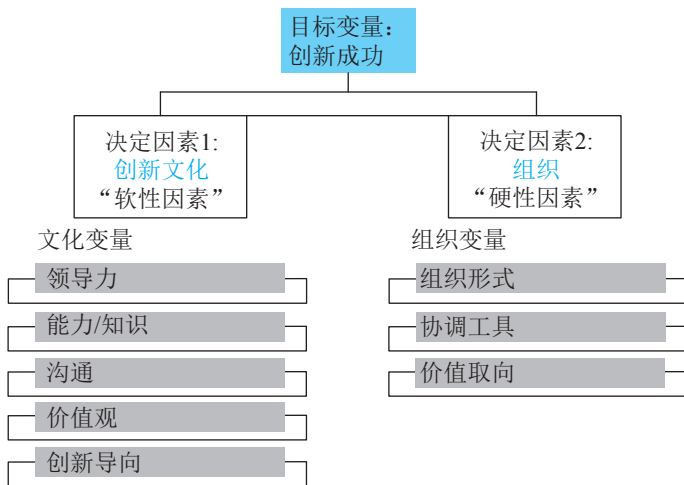 目标变量：
创新成功
决定因素1:
创新文化
“软性因素”
决定因素2:
组织
“硬性因素”
文化变量
领导力
能力/知识
沟通
价值观
创新导向
组织变量
组织形式
协调工具
价值取向